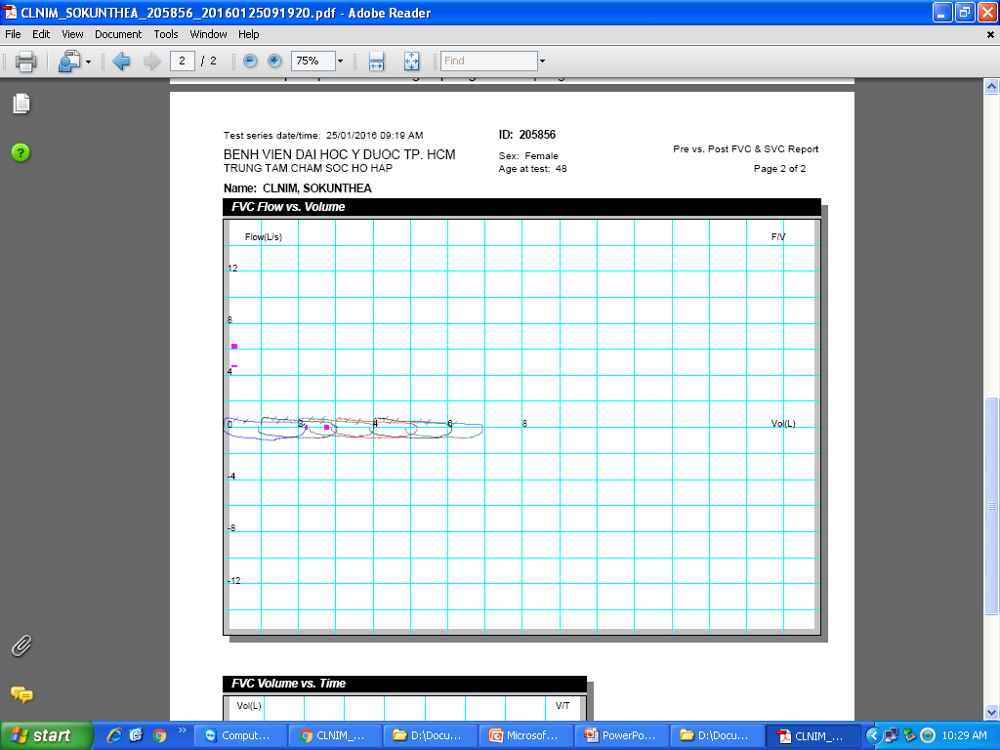 CLNIM_SOKUNTHEA_205856_20160125091920.pdf - Adobe Reader
File Edit View Document Tools Window Help
2 / 2 75% Find
Test series date/time: 25/01/2016 09:19 AM
ID: 205856
BENH VIEN DAI HOC Y DUOC TP. HCM
Sex: Female
Pre vs. Post FVC & SVC Report
TRUNG TAM CHAM SOC HO HAP
Age at test: 48
Page 2 of 2
Name: CLNIM, SOKUNTHEA
FVC Flow vs. Volume
Flow(L/s) F/V
12
8
4
0 2 4 6 8 Vol(L)
-4
-8
-12
FVC Volume vs. Time
Vol(L) V/T
start Comput... CLNIM_... D:\Docu... Microsof... PowerPo... D:\Docu... CLNIM_... 10:29 AM